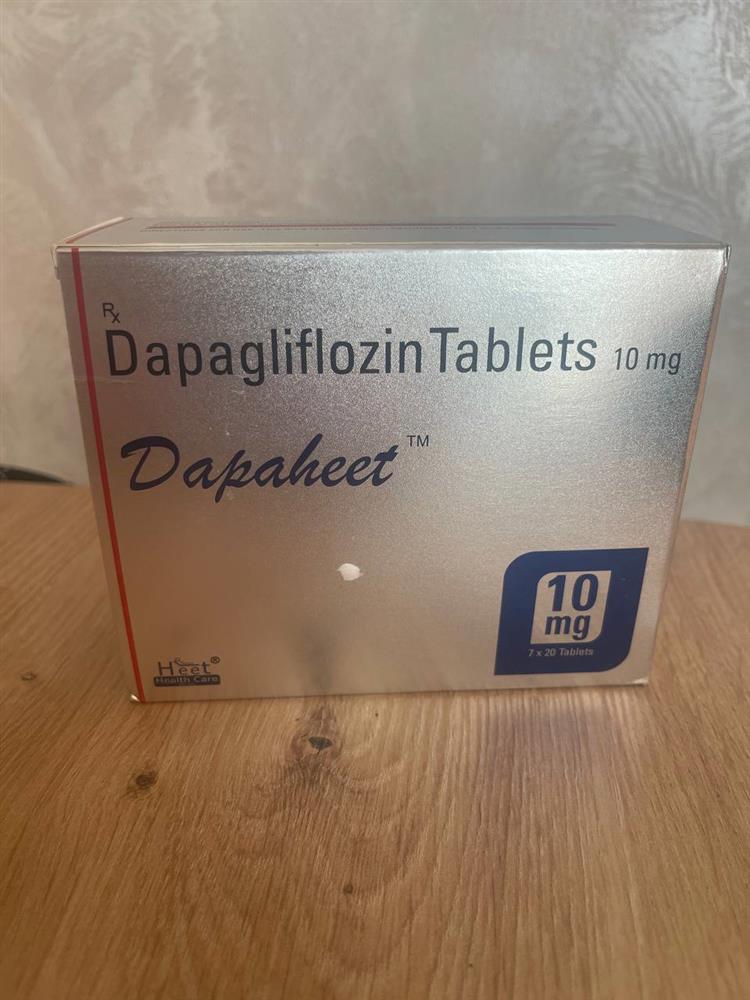 Rx
Dapagliflozin Tablets 10 mg
Dapaheet™
10
mg
7 x 20 Tablets
Heet®
Health Care